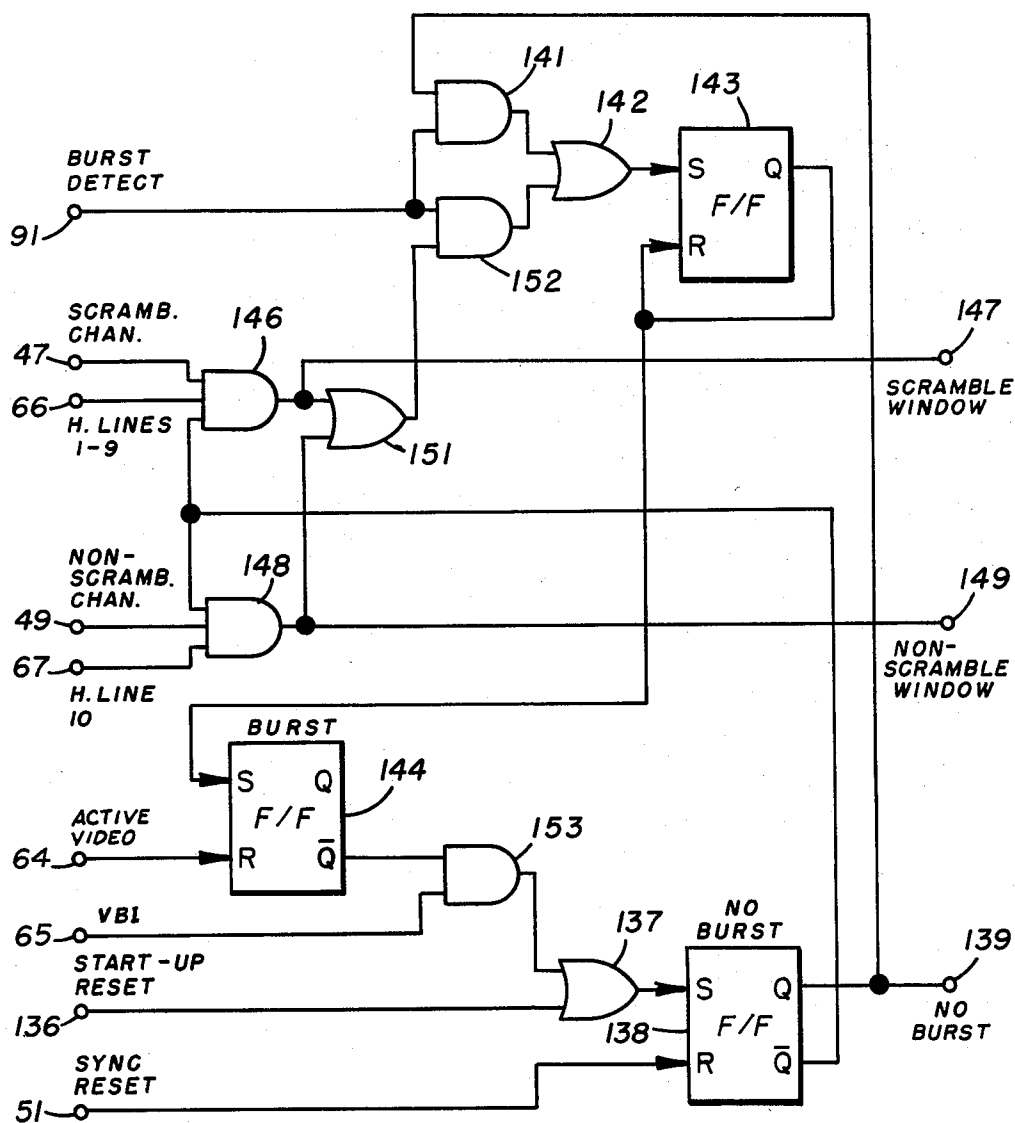 141
142
143
BURST
DETECT
91
S
Q
F/F
R
152
SCRAMB.
CHAN.
146
47
147
66
SCRAMBLE
WINDOW
H. LINES
1-9
151
NON-
SCRAMB.
CHAN.
148
149
49
67
NON-
SCRAMBLE
WINDOW
H. LINE
10
BURST
S
Q
144
F/F
ACTIVE
VIDEO
153
64
R
Q̅
VBI
65
137
NO
BURST
START-UP
RESET
139
S
Q
136
138
F/F
NO
BURST
SYNC
RESET
R
Q̅
51